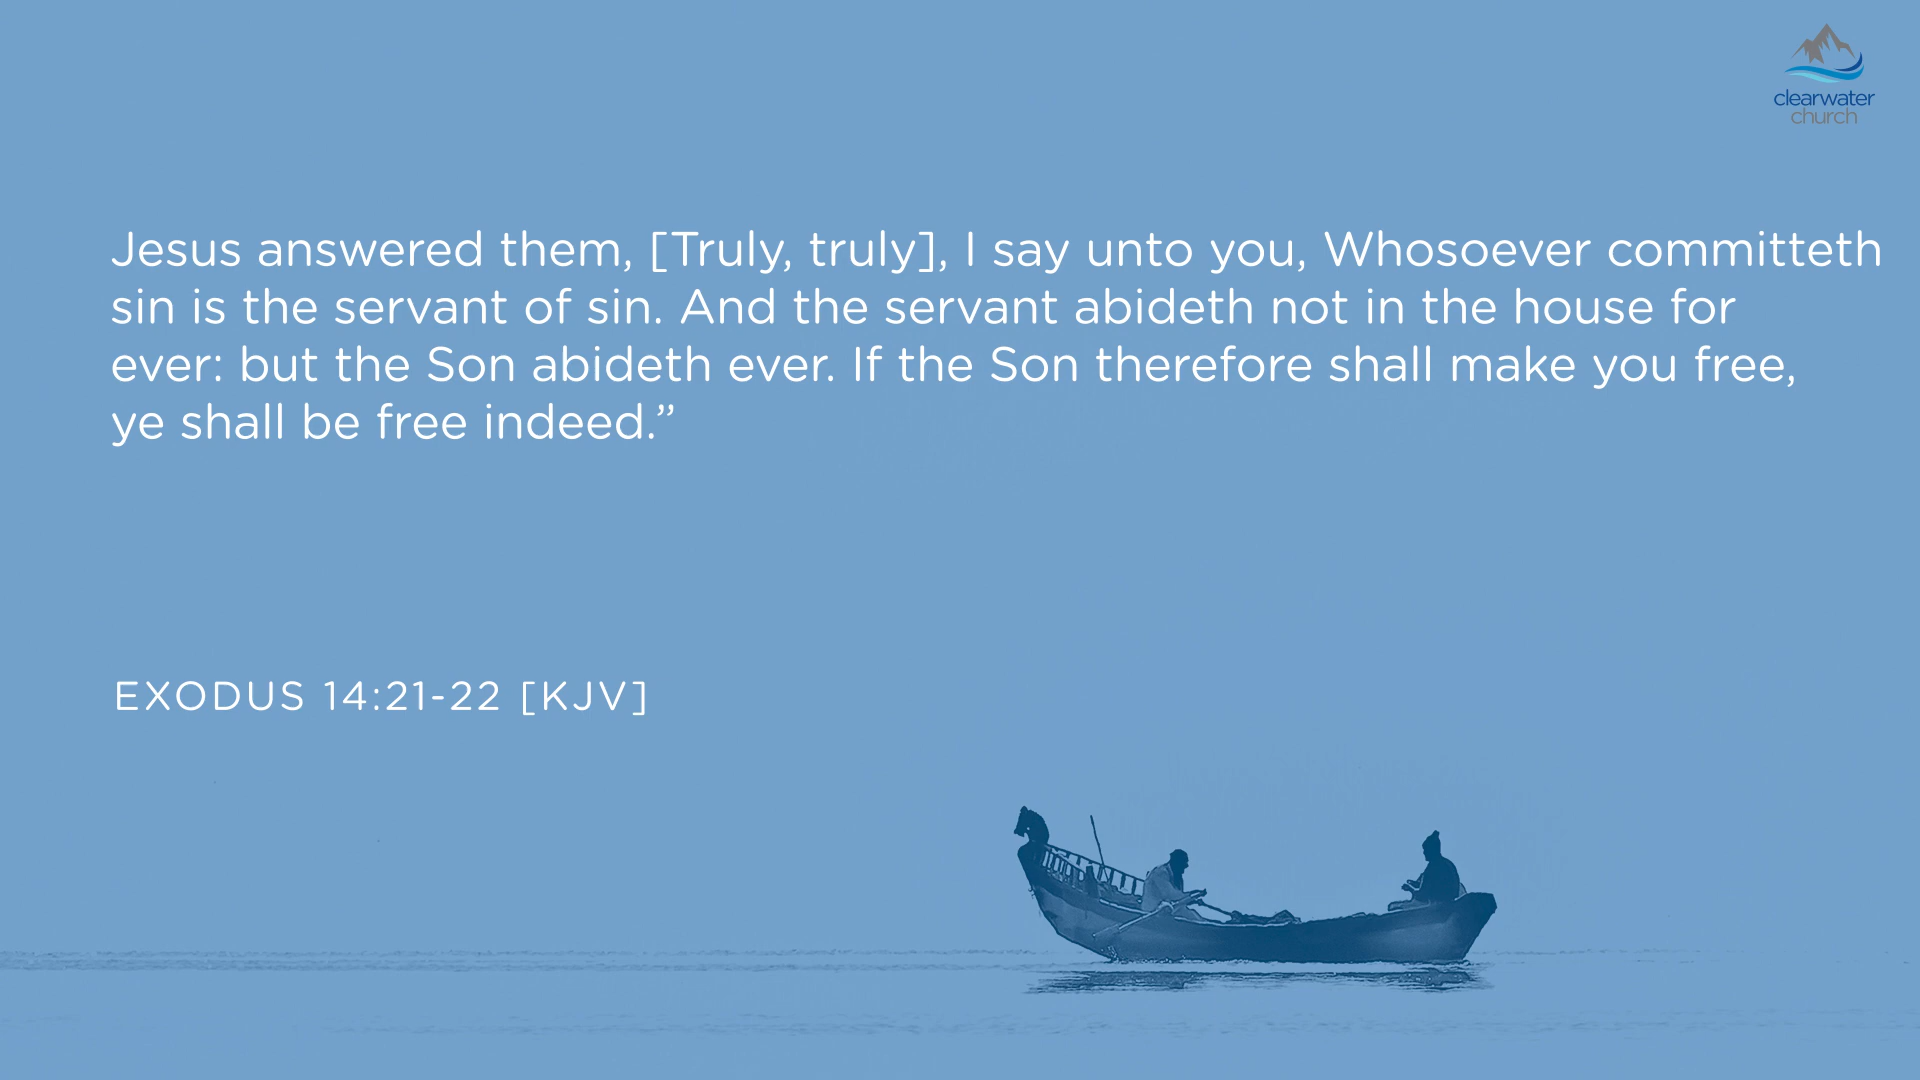 clearwater
church
Jesus answered them, [Truly, truly], I say unto you, Whosoever committeth
sin is the servant of sin. And the servant abideth not in the house for
ever: but the Son abideth ever. If the Son therefore shall make you free,
ye shall be free indeed.”
EXODUS 14:21-22 [KJV]